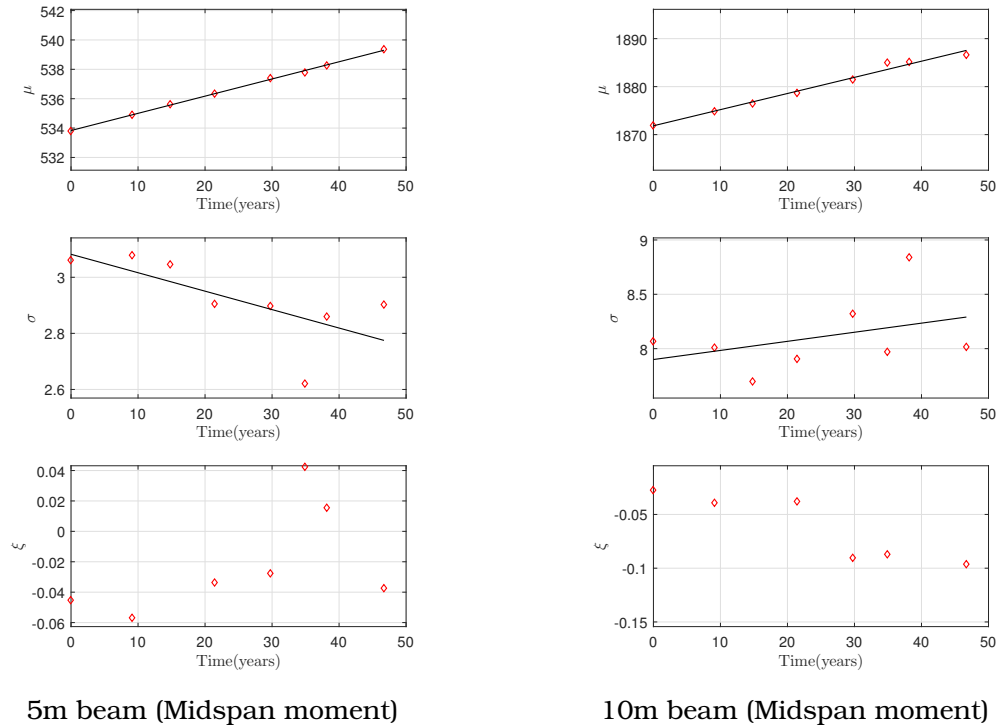 542
540
538
536
534
532
μ
0 10 20 30 40 50
Time(years)
1890
1880
1870
μ
0 10 20 30 40 50
Time(years)
3
2.8
2.6
σ
0 10 20 30 40 50
Time(years)
9
8.5
8
σ
0 10 20 30 40 50
Time(years)
0.04
0.02
0
-0.02
-0.04
-0.06
ξ
0 10 20 30 40 50
Time(years)
-0.05
-0.1
-0.15
ξ
0 10 20 30 40 50
Time(years)
5m beam (Midspan moment)
10m beam (Midspan moment)